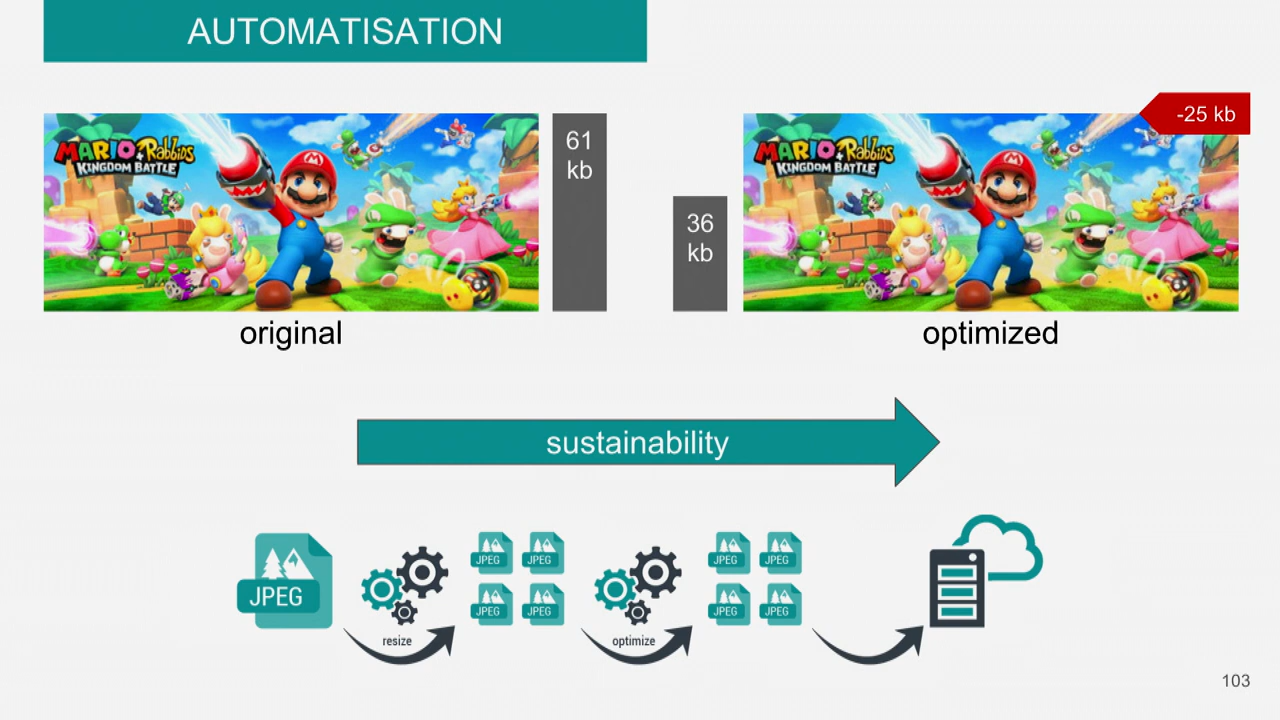 AUTOMATISATION
-25 kb
MARIO + Rabbids
KINGDOM BATTLE
61
kb
36
kb
MARIO + Rabbids
KINGDOM BATTLE
original
optimized
sustainability
JPEG
resize
JPEG
JPEG
JPEG
JPEG
optimize
JPEG
JPEG
JPEG
JPEG
103